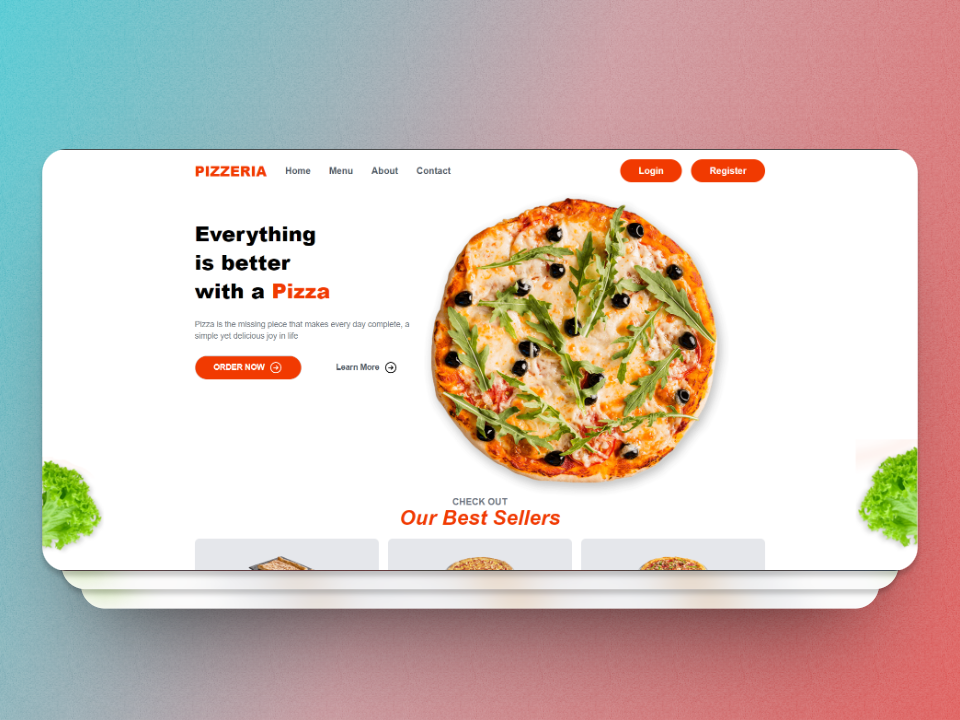 PIZZERIA Home Menu About Contact Login Register
Everything
is better
with a Pizza
Pizza is the missing piece that makes every day complete, a
simple yet delicious joy in life
ORDER NOW Learn More
CHECK OUT
Our Best Sellers